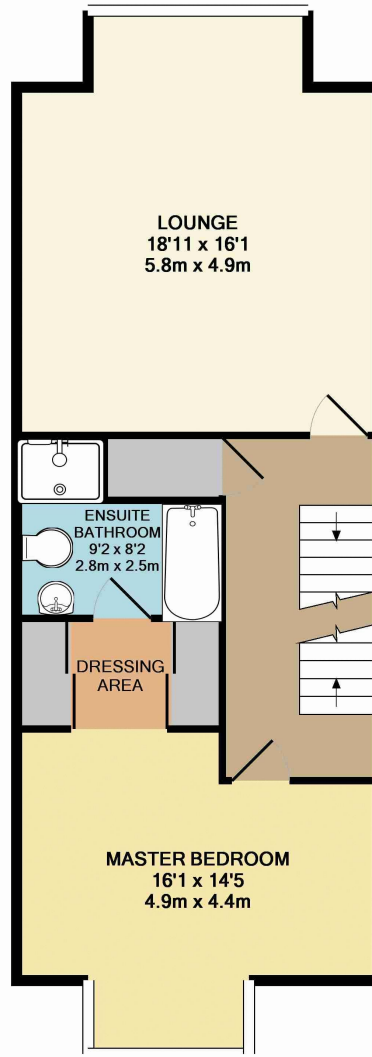 LOUNGE
18'11 x 16'1
5.8m x 4.9m
ENSUITE
BATHROOM
9'2 x 8'2
2.8m x 2.5m
DRESSING
AREA
MASTER BEDROOM
16'1 x 14'5
4.9m x 4.4m